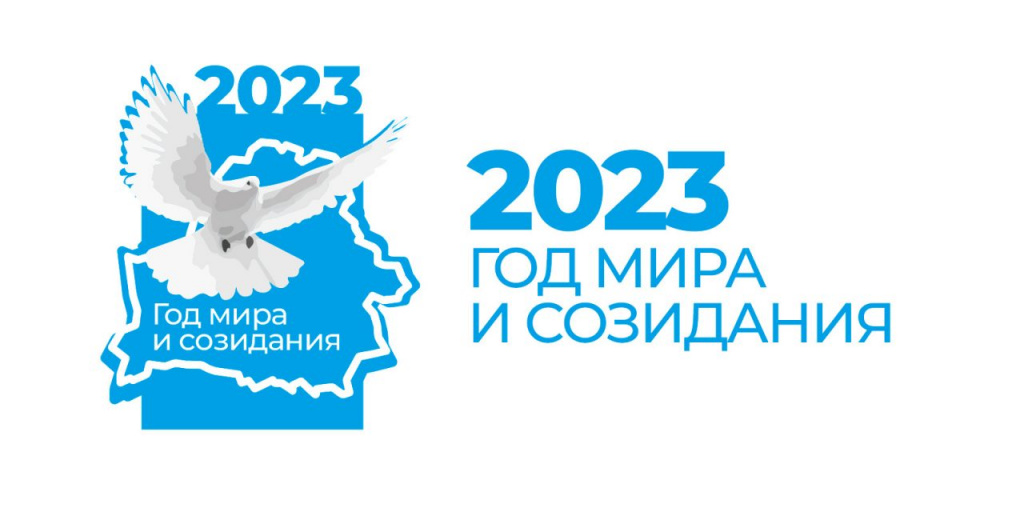 2023
Год мира
и созидания
2023
ГОД МИРА
И СОЗИДАНИЯ